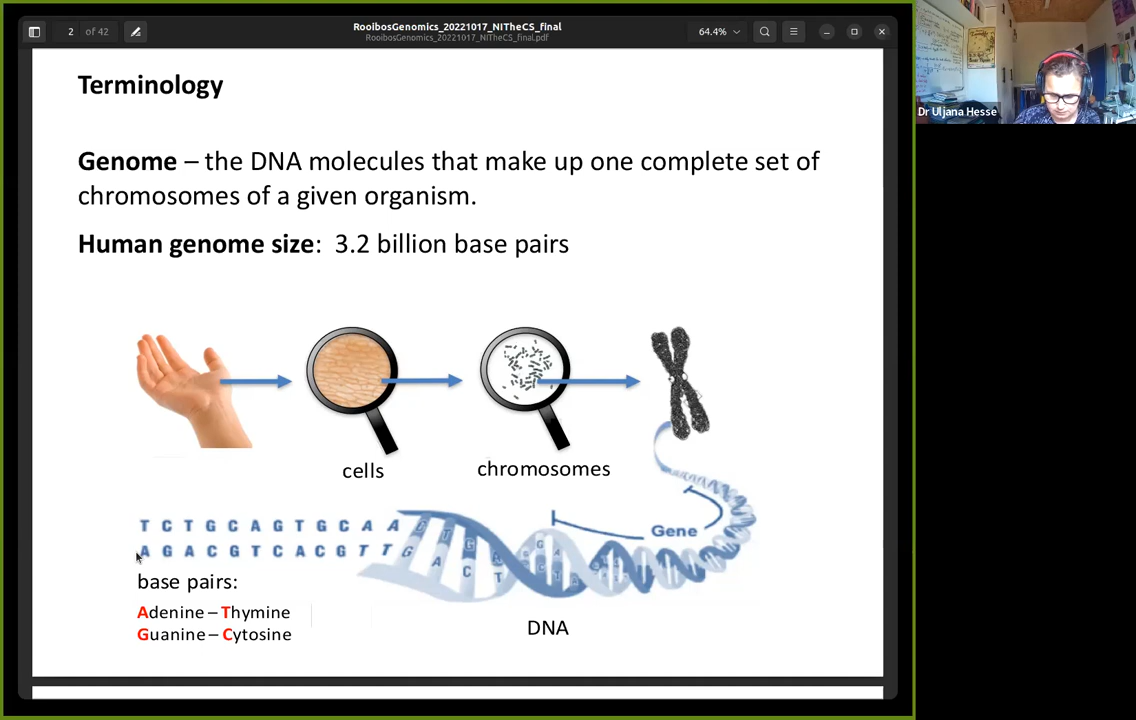 RooibosGenomics_20221017_NITheCS_final
RooibosGenomics_20221017_NITheCS_final.pdf
2 of 42
64.4%
Dr Uljana Hesse
Terminology
Genome – the DNA molecules that make up one complete set of
chromosomes of a given organism.
Human genome size: 3.2 billion base pairs
cells
chromosomes
T C T G C A G T G C A A
A G A C G T C A C G T T G
Gene
base pairs:
Adenine – Thymine
Guanine – Cytosine
DNA